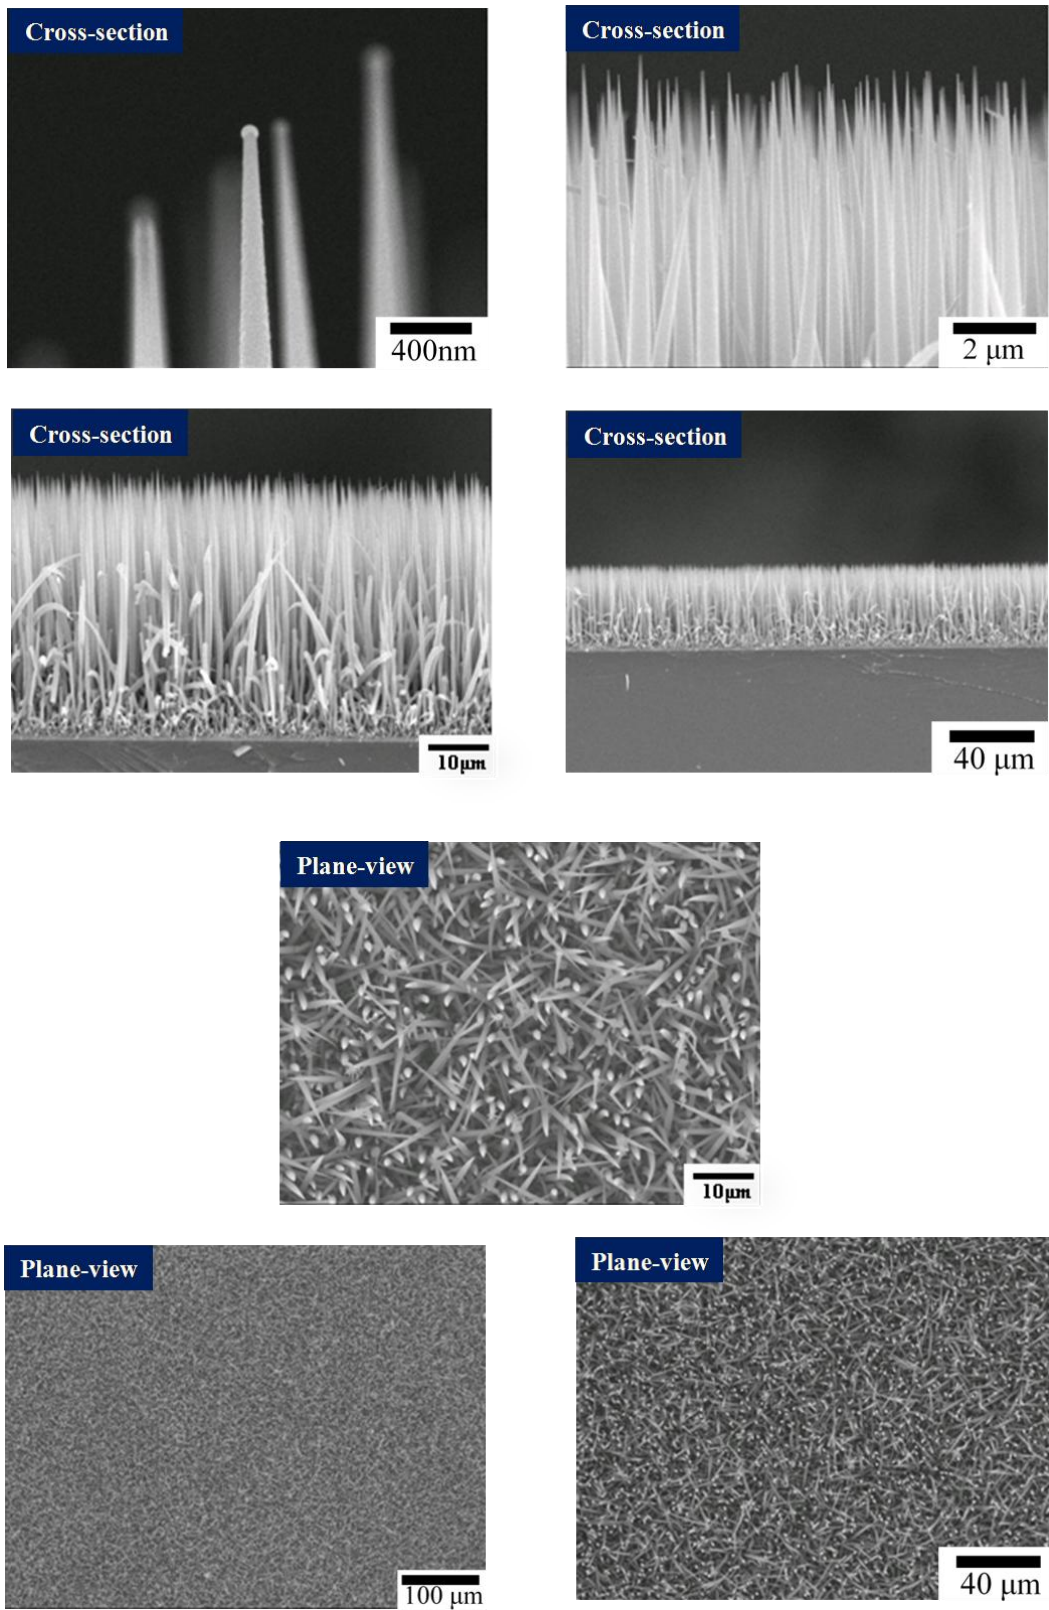 Cross-section
Cross-section
400nm
2 μm
Cross-section
Cross-section
10μm
40 μm
Plane-view
10μm
Plane-view
Plane-view
100 μm
40 μm